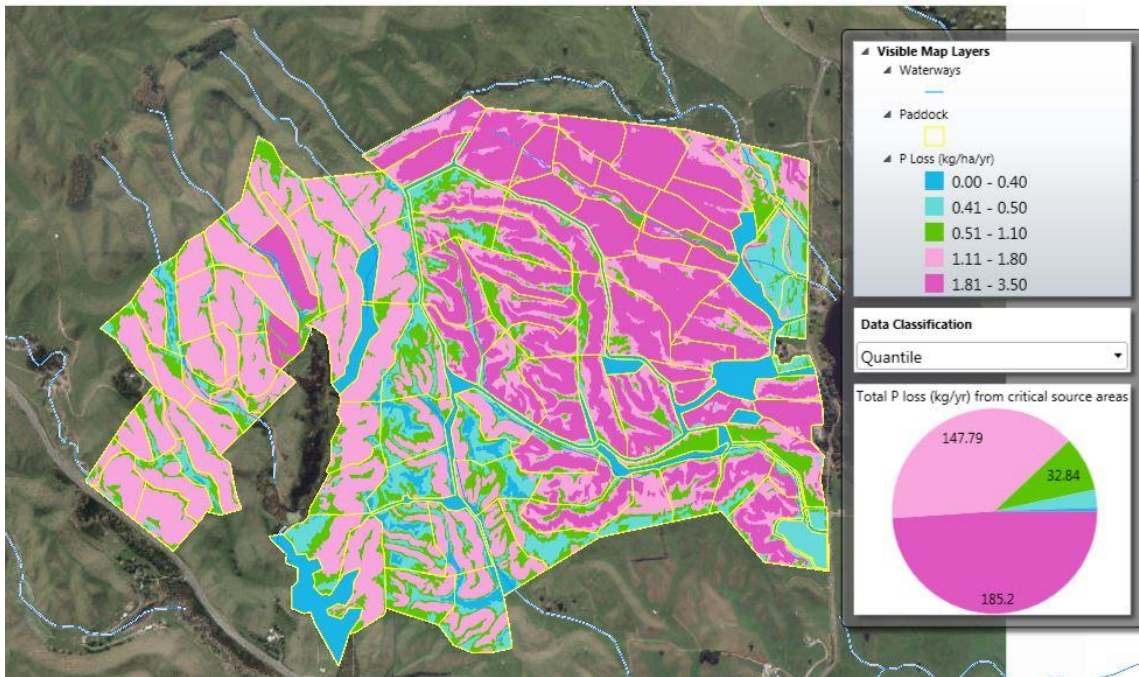 Visible Map Layers
Waterways
Paddock
P Loss (kg/ha/yr)
0.00 - 0.40
0.41 - 0.50
0.51 - 1.10
1.11 - 1.80
1.81 - 3.50
Data Classification
Quantile
Total P loss (kg/yr) from critical source areas
147.79
32.84
185.2